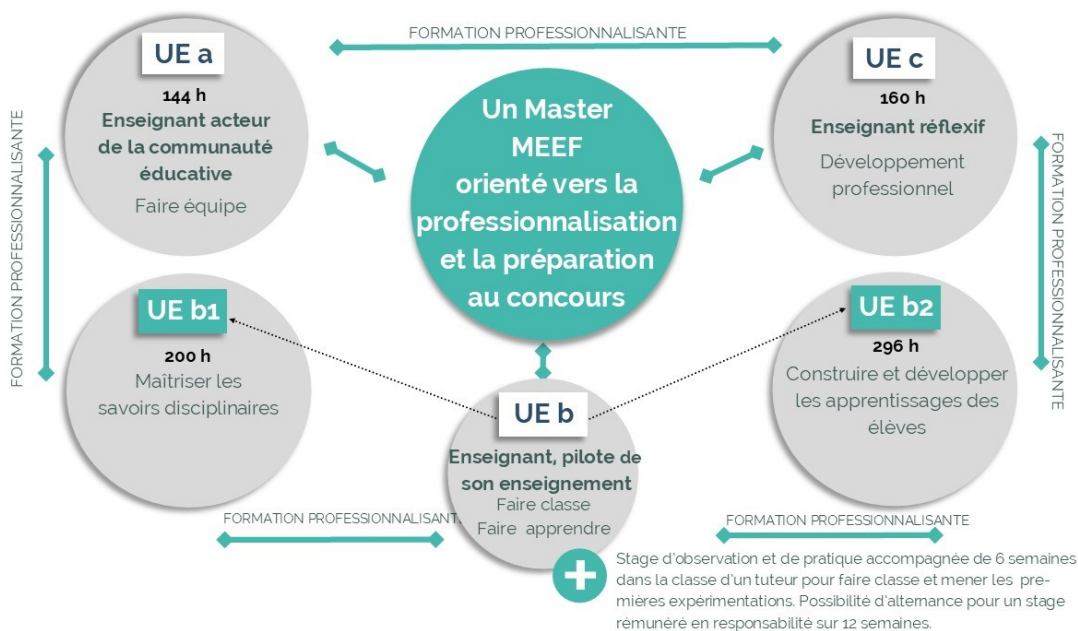 FORMATION PROFESSIONNALISANTE
UE a
144 h
Enseignant acteur
de la communauté
éducative
Faire équipe
Un Master
MEEF
orienté vers la
professionnalisation
et la préparation
au concours
UE c
160 h
Enseignant réflexif
Développement
professionnel
FORMATION PROFESSIONNALISANTE
FORMATION PROFESSIONNALISANTE
UE b1
200 h
Maîtriser les
savoirs disciplinaires
UE b2
296 h
Construire et développer
les apprentissages des
élèves
UE b
Enseignant, pilote de
son enseignement
Faire classe
Faire apprendre
FORMATION PROFESSIONNALISANT
FORMATION PROFESSIONNALISANTE
Stage d'observation et de pratique accompagnée de 6 semaines
dans la classe d'un tuteur pour faire classe et mener les pre-
mières expérimentations. Possibilité d'alternance pour un stage
rémunéré en responsabilité sur 12 semaines.